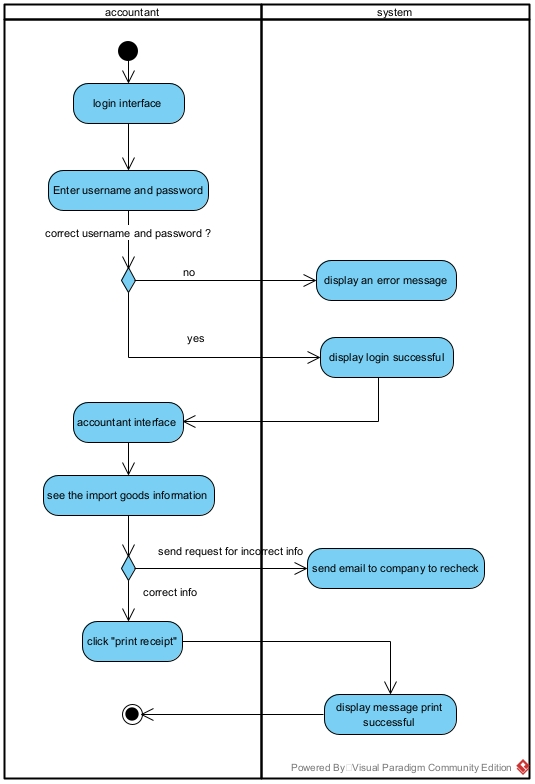 accountant
system
login interface
Enter username and password
correct username and password ?
no
display an error message
yes
display login successful
accountant interface
see the import goods information
send request for incorrect info
send email to company to recheck
correct info
click "print receipt"
display message print
successful
Powered By Visual Paradigm Community Edition